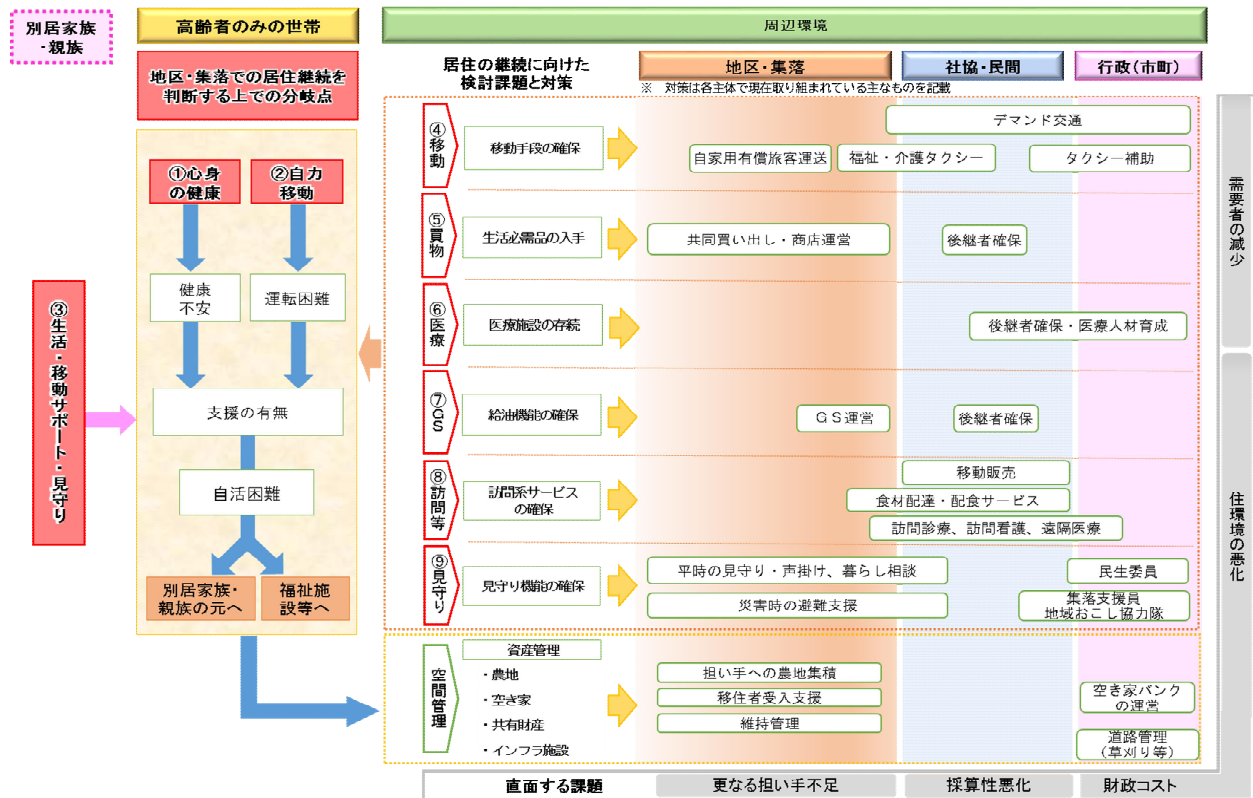 別居家族
・親族
高齢者のみの世帯
周辺環境
地区・集落での居住継続を
判断する上での分岐点
居住の継続に向けた
検討課題と対策
地区・集落
社協・民間
行政(市町)
※　対策は各主体で現在取り組まれている主なものを記載
①心身
の健康
②自力
移動
健康
不安
運転困難
支援の有無
自活困難
別居家族・
親族の元へ
福祉施
設等へ
③生活・移動サポート・見守り
④移動
移動手段の確保
デマンド交通
自家用有償旅客運送
福祉・介護タクシー
タクシー補助
⑤買物
生活必需品の入手
共同買い出し・商店運営
後継者確保
⑥医療
医療施設の存続
後継者確保・医療人材育成
⑦GS
給油機能の確保
GS運営
後継者確保
⑧訪問等
訪問系サービス
の確保
移動販売
食材配達・配食サービス
訪問診療、訪問看護、遠隔医療
⑨見守り
見守り機能の確保
平時の見守り・声掛け、暮らし相談
民生委員
災害時の避難支援
集落支援員
地域おこし協力隊
空間管理
資産管理
・農地
・空き家
・共有財産
・インフラ施設
担い手への農地集積
移住者受入支援
維持管理
空き家バンク
の運営
道路管理
(草刈り等)
直面する課題
更なる担い手不足
採算性悪化
財政コスト
需要者の減少
住環境の悪化